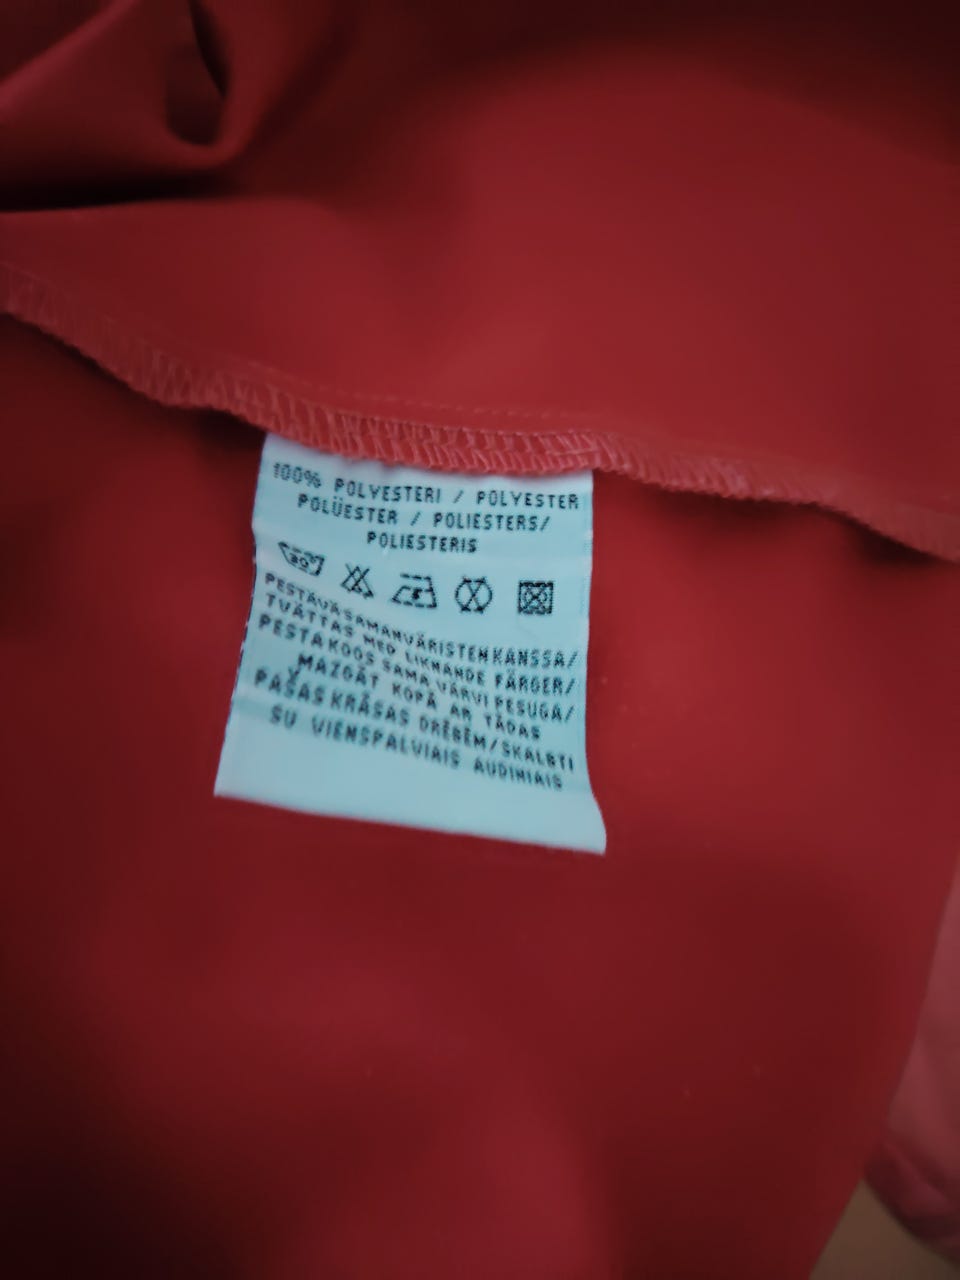 100% POLYESTERI / POLYESTER
POLÜESTER / POLIESTERS/
POLIESTERIS
30°
PESTÄVÄ SAMANVÄRISTEN KANSSA/
TVÄTTAS MED LIKNANDE FÄRGER/
PESTA KOOS SAMA VÄRVI PESUGA/
MAZGĀT KOPĀ AR TĀDAS
PAŠAS KRĀSAS DRĒBĒM/SKALBTI
SU VIENSPALVIAIS AUDINIAIS